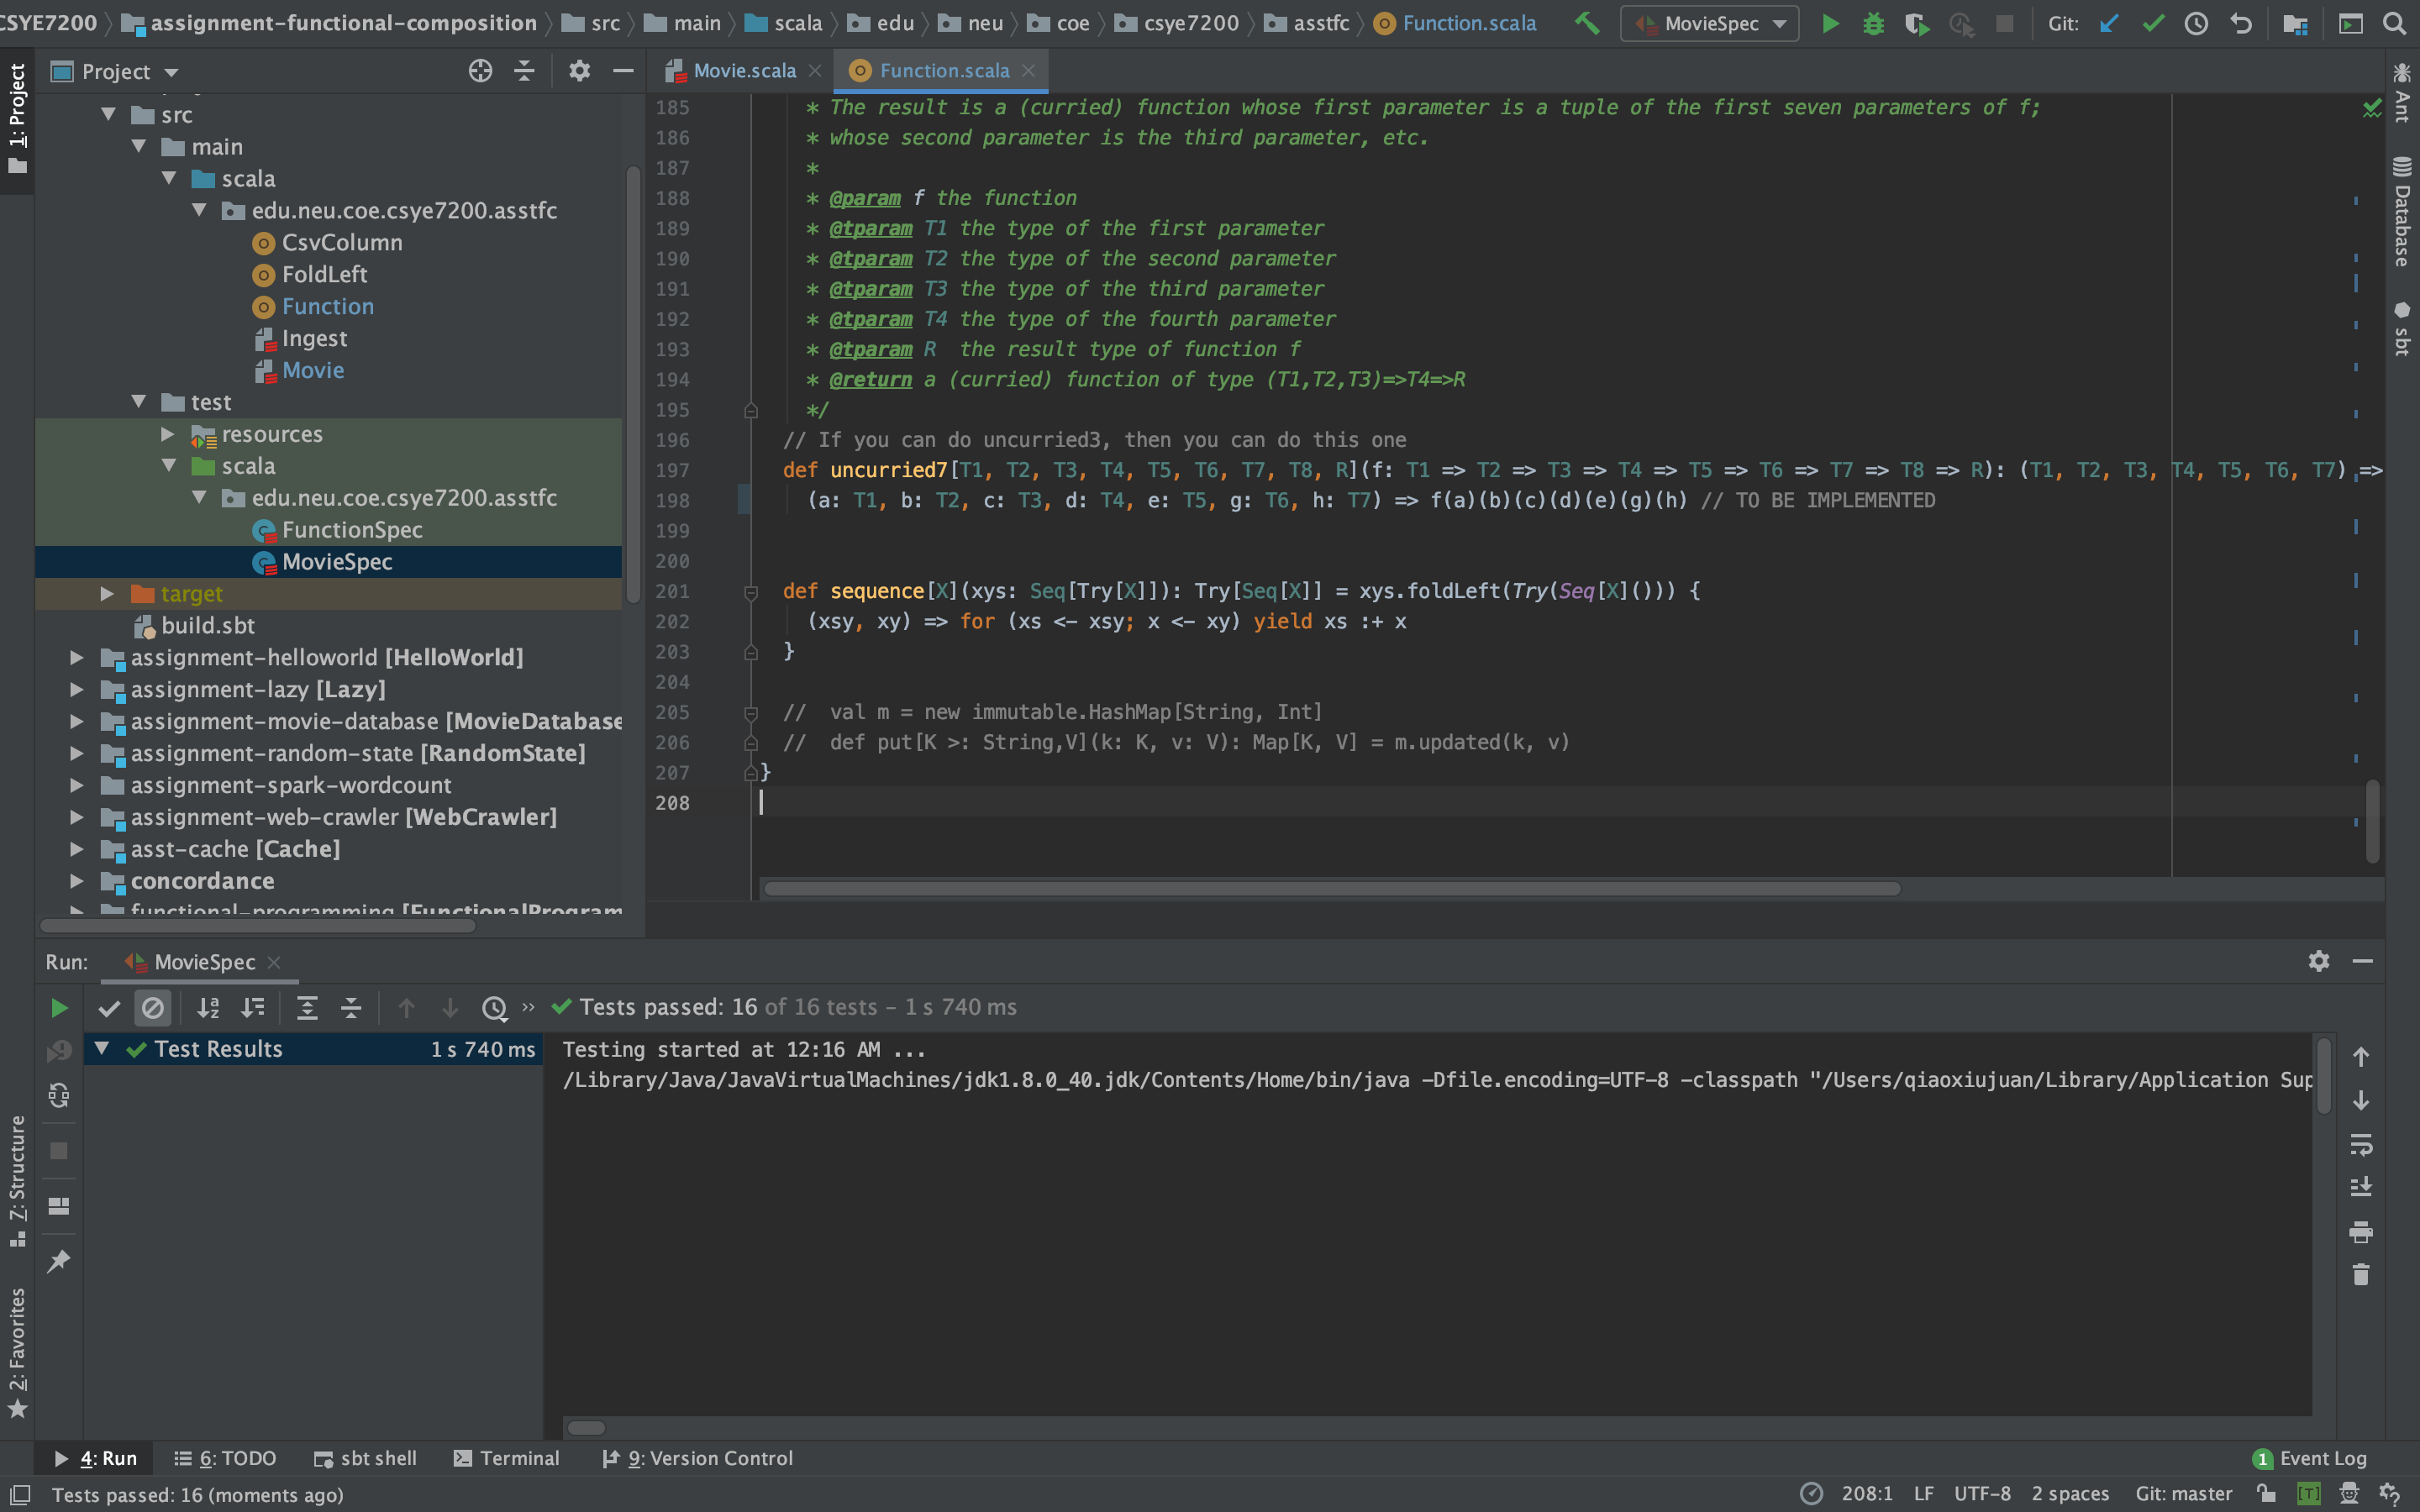 CSYE7200 assignment-functional-composition src main scala edu neu coe csye7200 asstfc Function.scala MovieSpec Git:
1: Project
Project
Movie.scala Function.scala
src
main
scala
edu.neu.coe.csye7200.asstfc
CsvColumn
FoldLeft
Function
Ingest
Movie
test
resources
scala
edu.neu.coe.csye7200.asstfc
FunctionSpec
MovieSpec
target
build.sbt
assignment-helloworld [HelloWorld]
assignment-lazy [Lazy]
assignment-movie-database [MovieDatabase
assignment-random-state [RandomState]
assignment-spark-wordcount
assignment-web-crawler [WebCrawler]
asst-cache [Cache]
concordance
functional-programming [FunctionalProgram
185 * The result is a (curried) function whose first parameter is a tuple of the first seven parameters of f;
186 * whose second parameter is the third parameter, etc.
187 *
188 * @param f the function
189 * @tparam T1 the type of the first parameter
190 * @tparam T2 the type of the second parameter
191 * @tparam T3 the type of the third parameter
192 * @tparam T4 the type of the fourth parameter
193 * @tparam R  the result type of function f
194 * @return a (curried) function of type (T1,T2,T3)=>T4=>R
195 */
196 // If you can do uncurried3, then you can do this one
197 def uncurried7[T1, T2, T3, T4, T5, T6, T7, T8, R](f: T1 => T2 => T3 => T4 => T5 => T6 => T7 => T8 => R): (T1, T2, T3, T4, T5, T6, T7) =>
198 (a: T1, b: T2, c: T3, d: T4, e: T5, g: T6, h: T7) => f(a)(b)(c)(d)(e)(g)(h) // TO BE IMPLEMENTED
199
200
201 def sequence[X](xys: Seq[Try[X]]): Try[Seq[X]] = xys.foldLeft(Try(Seq[X]())) {
202 (xsy, xy) => for (xs <- xsy; x <- xy) yield xs :+ x
203 }
204
205 //  val m = new immutable.HashMap[String, Int]
206 //  def put[K >: String,V](k: K, v: V): Map[K, V] = m.updated(k, v)
207 }
208
Ant
Database
sbt
Run: MovieSpec
Tests passed: 16 of 16 tests – 1 s 740 ms
Test Results 1 s 740 ms
Testing started at 12:16 AM ...
/Library/Java/JavaVirtualMachines/jdk1.8.0_40.jdk/Contents/Home/bin/java -Dfile.encoding=UTF-8 -classpath "/Users/qiaoxiujuan/Library/Application Sup
7: Structure
2: Favorites
4: Run 6: TODO sbt shell Terminal 9: Version Control 1 Event Log
Tests passed: 16 (moments ago) 208:1 LF UTF-8 2 spaces Git: master [T]